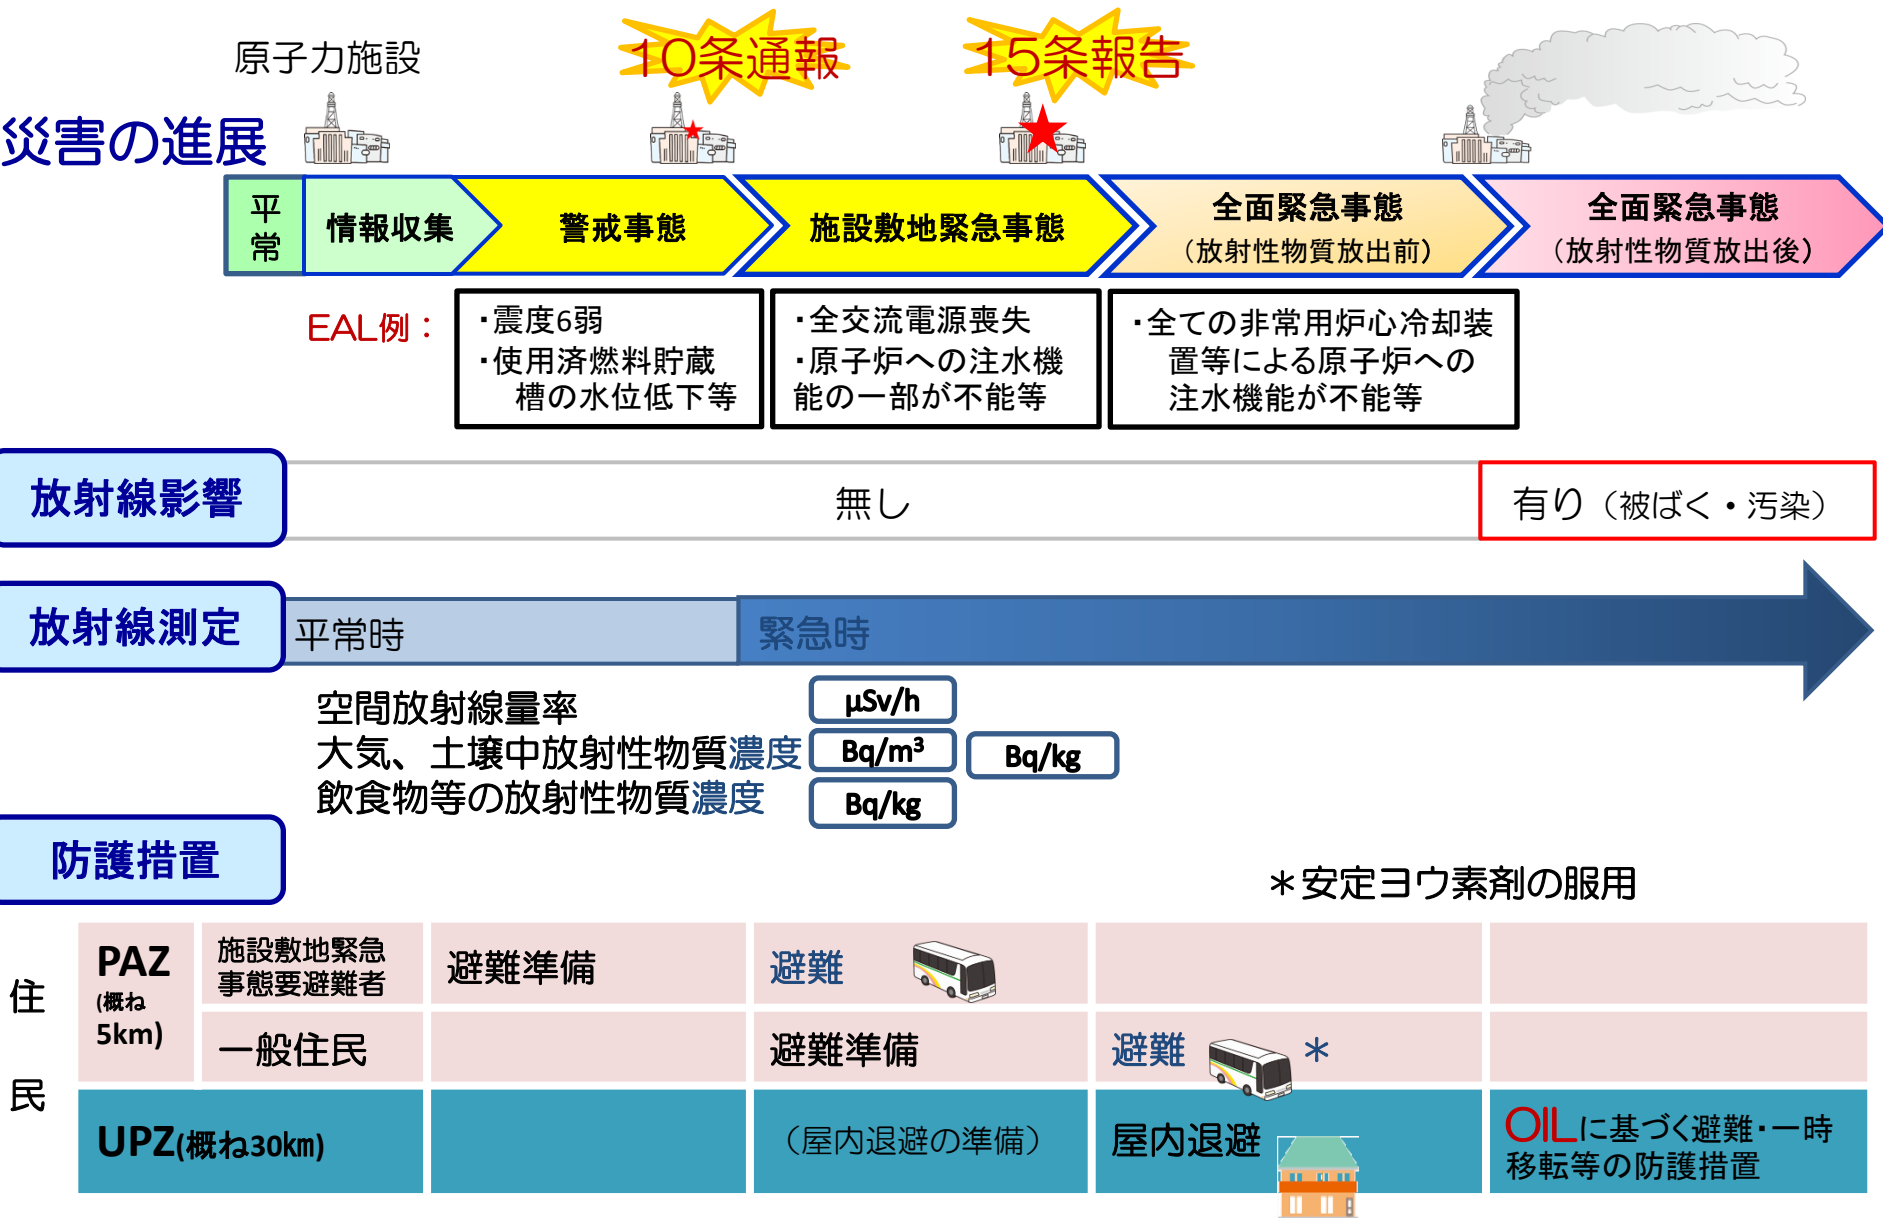 原子力施設
10条通報
15条報告
災害の進展
平常
情報収集
警戒事態
施設敷地緊急事態
全面緊急事態
(放射性物質放出前)
全面緊急事態
(放射性物質放出後)
EAL例：
・震度6弱
・使用済燃料貯蔵
槽の水位低下等
・全交流電源喪失
・原子炉への注水機
能の一部が不能等
・全ての非常用炉心冷却装
置等による原子炉への
注水機能が不能等
放射線影響
無し
有り（被ばく・汚染）
放射線測定
平常時
緊急時
空間放射線量率
μSv/h
大気、土壌中放射性物質濃度
Bq/m³
Bq/kg
飲食物等の放射性物質濃度
Bq/kg
防護措置
＊安定ヨウ素剤の服用
住民
PAZ
(概ね
5km)
施設敷地緊急
事態要避難者
避難準備
避難
一般住民
避難準備
避難
＊
UPZ(概ね30㎞)
（屋内退避の準備）
屋内退避
OILに基づく避難・一時
移転等の防護措置